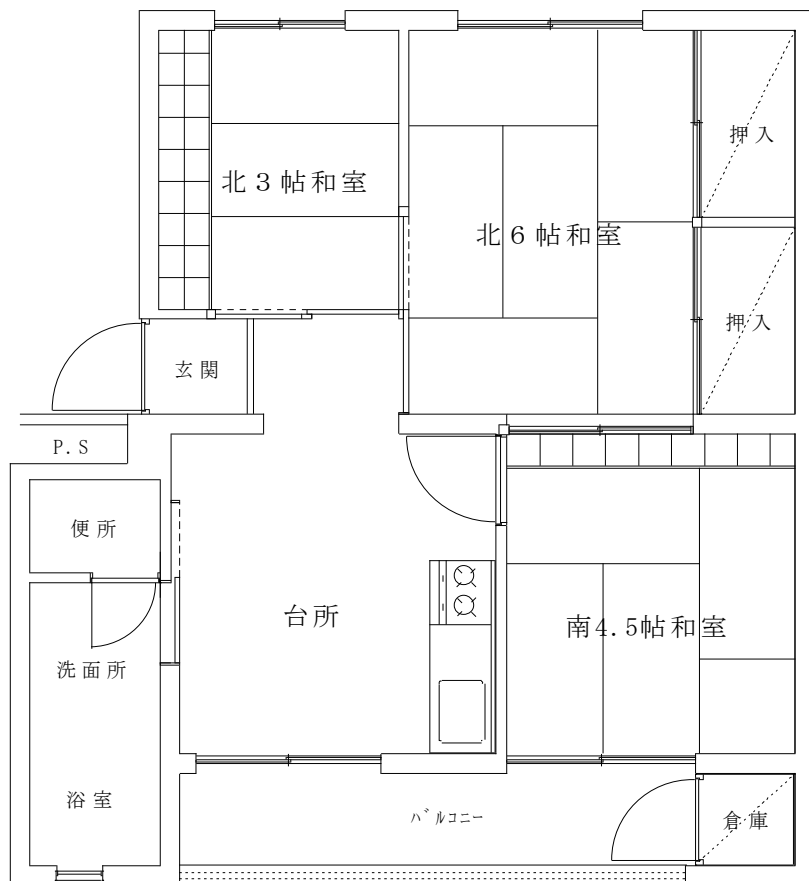 押入
北３帖和室
北６帖和室
押入
玄関
P.S
便所
台所
南4.5帖和室
洗面所
浴室
バルコニー
倉庫